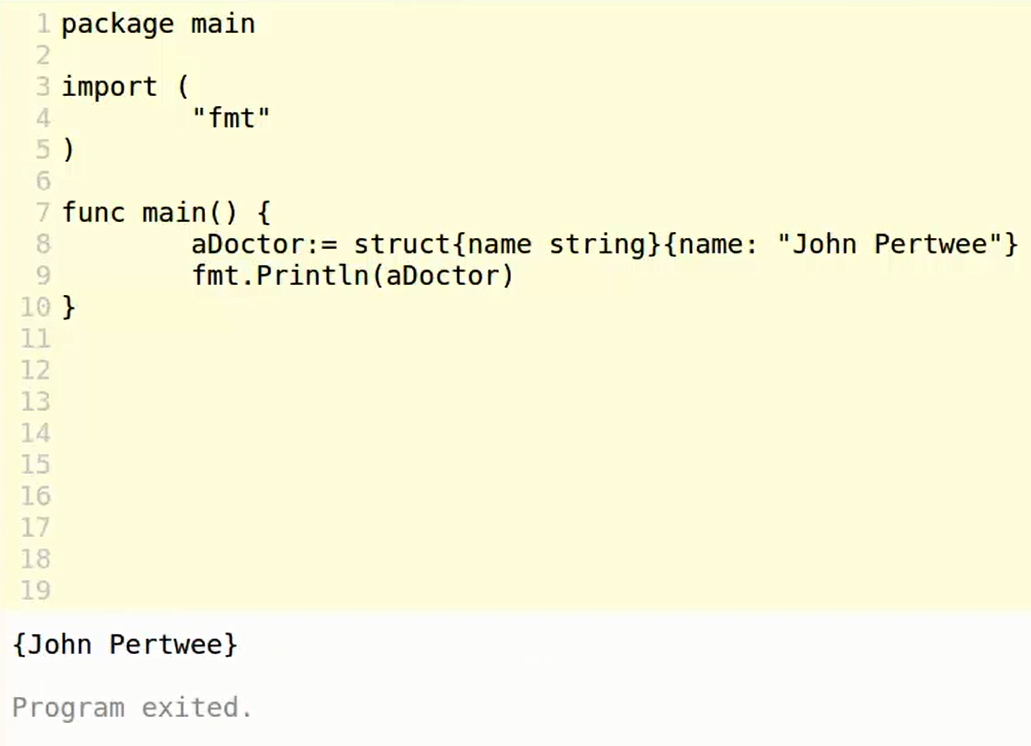 1 package main
2
3 import (
4 "fmt"
5 )
6
7 func main() {
8 aDoctor:= struct{name string}{name: "John Pertwee"}
9 fmt.Println(aDoctor)
10 }
11
12
13
14
15
16
17
18
19
{John Pertwee}
Program exited.